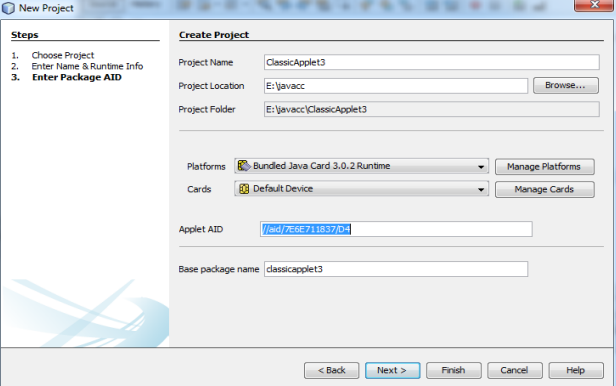 New Project
Steps
1. Choose Project
2. Enter Name & Runtime Info
3. Enter Package AID
Create Project
Project Name ClassicApplet3
Project Location E:\javacc Browse...
Project Folder E:\javacc\ClassicApplet3
Platforms Bundled Java Card 3.0.2 Runtime Manage Platforms
Cards Default Device Manage Cards
Applet AID //aid/7E6E711837/D4
Base package name classicapplet3
< Back Next > Finish Cancel Help